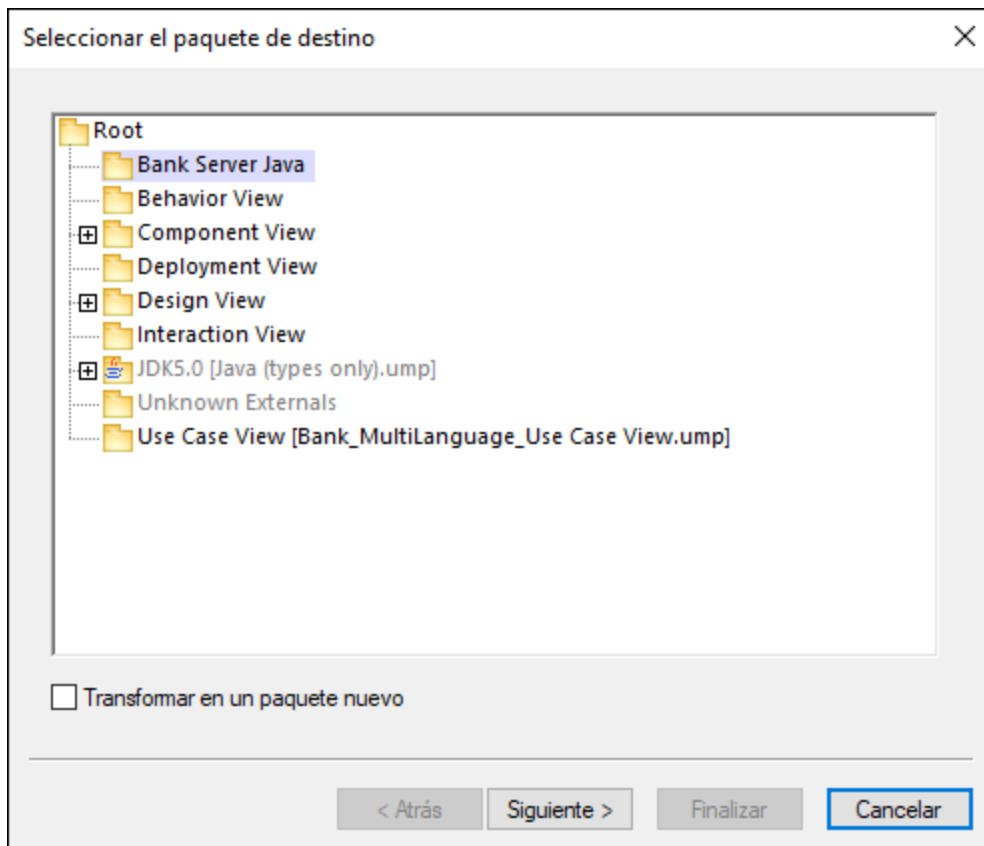 Seleccionar el paquete de destino
Root
Bank Server Java
Behavior View
Component View
Deployment View
Design View
Interaction View
JDK5.0 [Java (types only).ump]
Unknown Externals
Use Case View [Bank_MultiLanguage_Use Case View.ump]
Transformar en un paquete nuevo
< Atrás Siguiente > Finalizar Cancelar